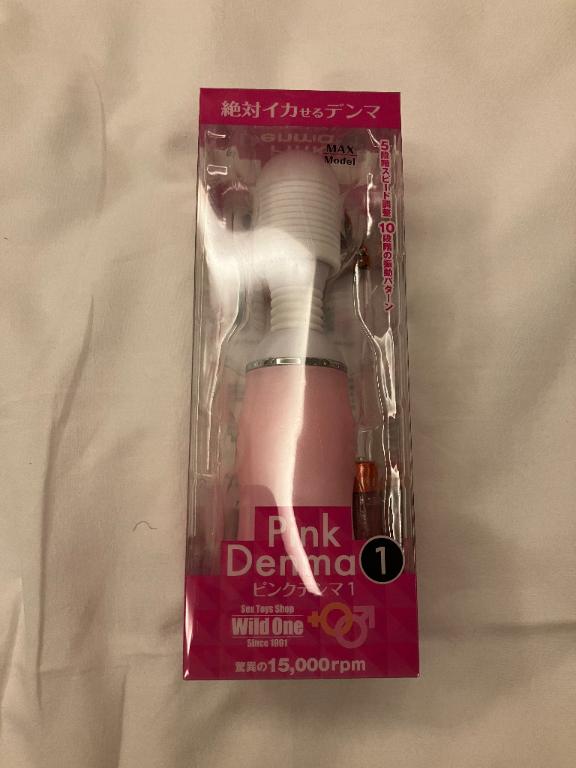 絶対イカせるデンマ
MAX
Model
5段階スピード調整 10段階の振動パターン
Pink
Denma 1
ピンクデンマ1
Sex Toys Shop
Wild One
Since 1991
驚異の15,000rpm